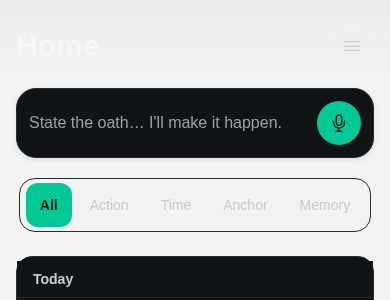 Home
State the oath… I'll make it happen.
All Action Time Anchor Memory
Today